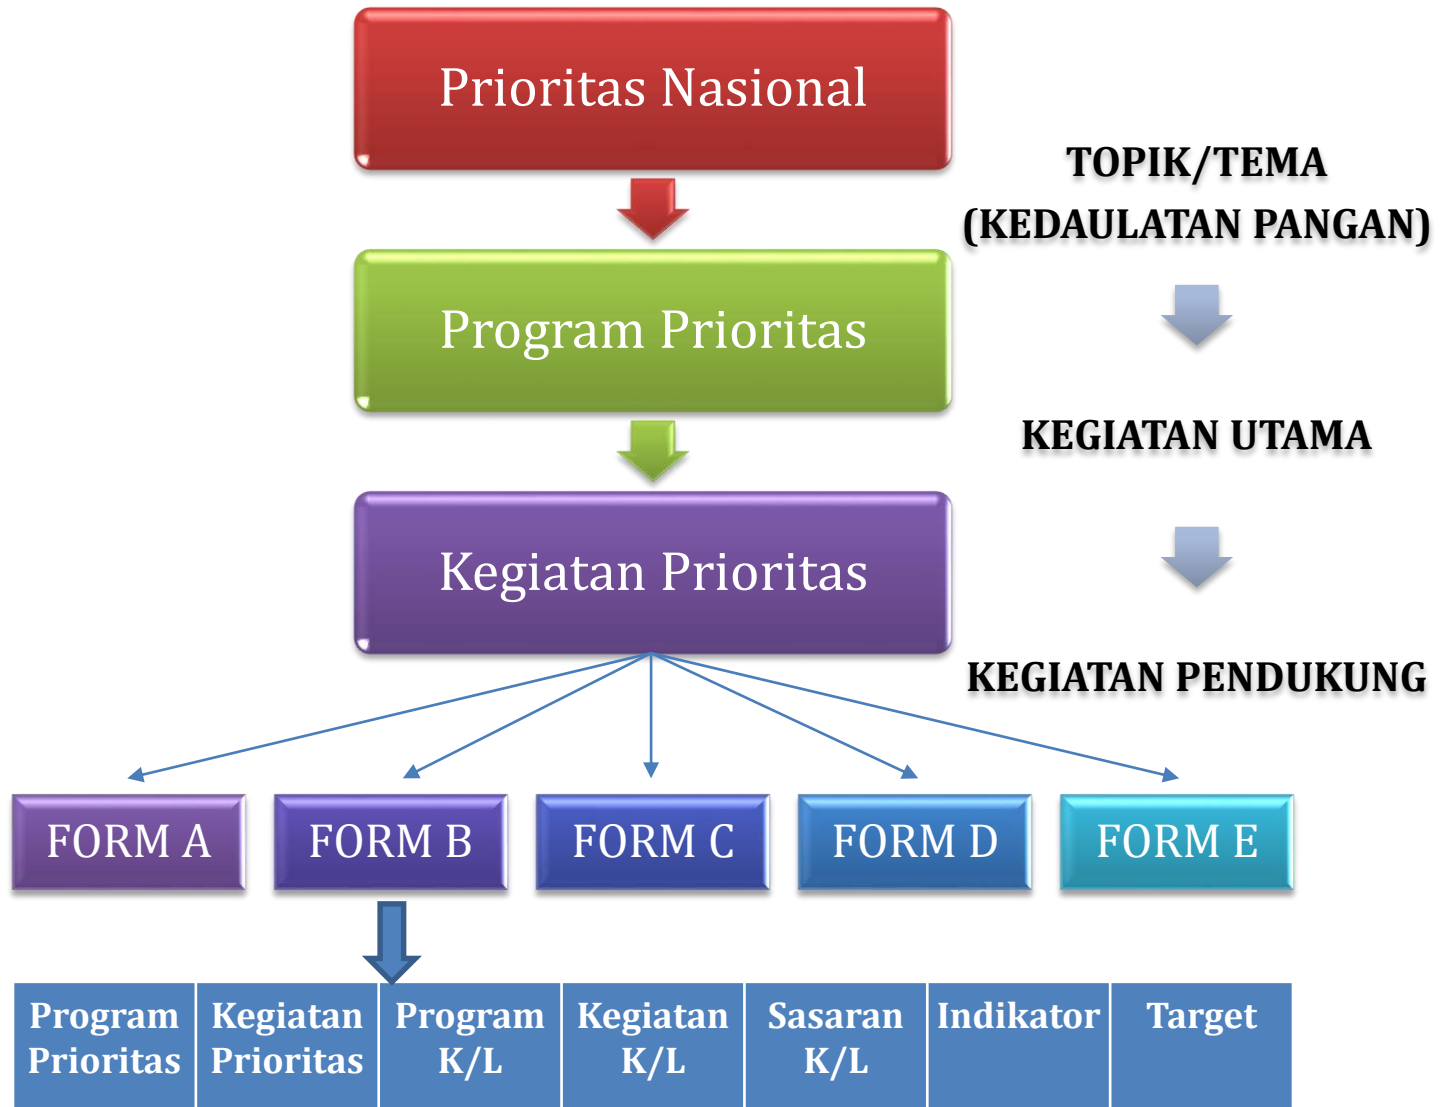 Prioritas Nasional
TOPIK/TEMA
(KEDAULATAN PANGAN)
Program Prioritas
KEGIATAN UTAMA
Kegiatan Prioritas
KEGIATAN PENDUKUNG
FORM A
FORM B
FORM C
FORM D
FORM E
Program
Prioritas
Kegiatan
Prioritas
Program
K/L
Kegiatan
K/L
Sasaran
K/L
Indikator
Target